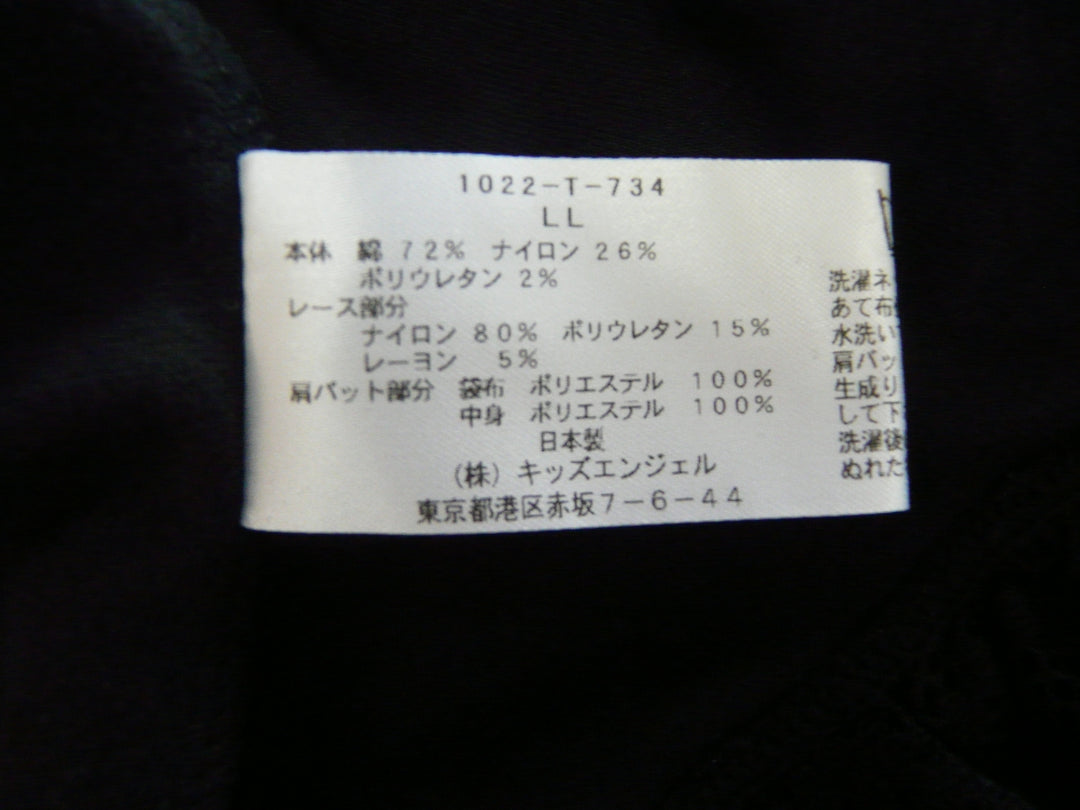 1022-T-734
LL
本体 綿 72% ナイロン 26%
ポリウレタン 2%
レース部分
ナイロン 80% ポリウレタン 15%
レーヨン 5%
肩パット部分 袋布 ポリエステル 100%
中身 ポリエステル 100%
日本製
(株)キッズエンジェル
東京都港区赤坂7-6-44
洗濯ネ
あて布
水洗い
肩パッ
生成り
して下
洗濯後
ぬれた